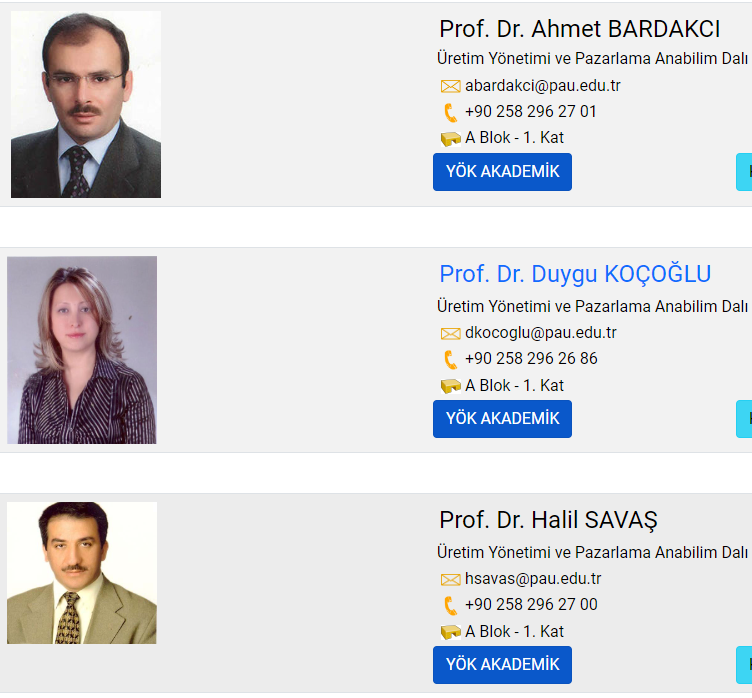 Prof. Dr. Ahmet BARDAKCI
Üretim Yönetimi ve Pazarlama Anabilim Dalı
abardakci@pau.edu.tr
+90 258 296 27 01
A Blok - 1. Kat
YÖK AKADEMİK
Prof. Dr. Duygu KOÇOĞLU
Üretim Yönetimi ve Pazarlama Anabilim Dalı
dkocoglu@pau.edu.tr
+90 258 296 26 86
A Blok - 1. Kat
YÖK AKADEMİK
Prof. Dr. Halil SAVAŞ
Üretim Yönetimi ve Pazarlama Anabilim Dalı
hsavas@pau.edu.tr
+90 258 296 27 00
A Blok - 1. Kat
YÖK AKADEMİK